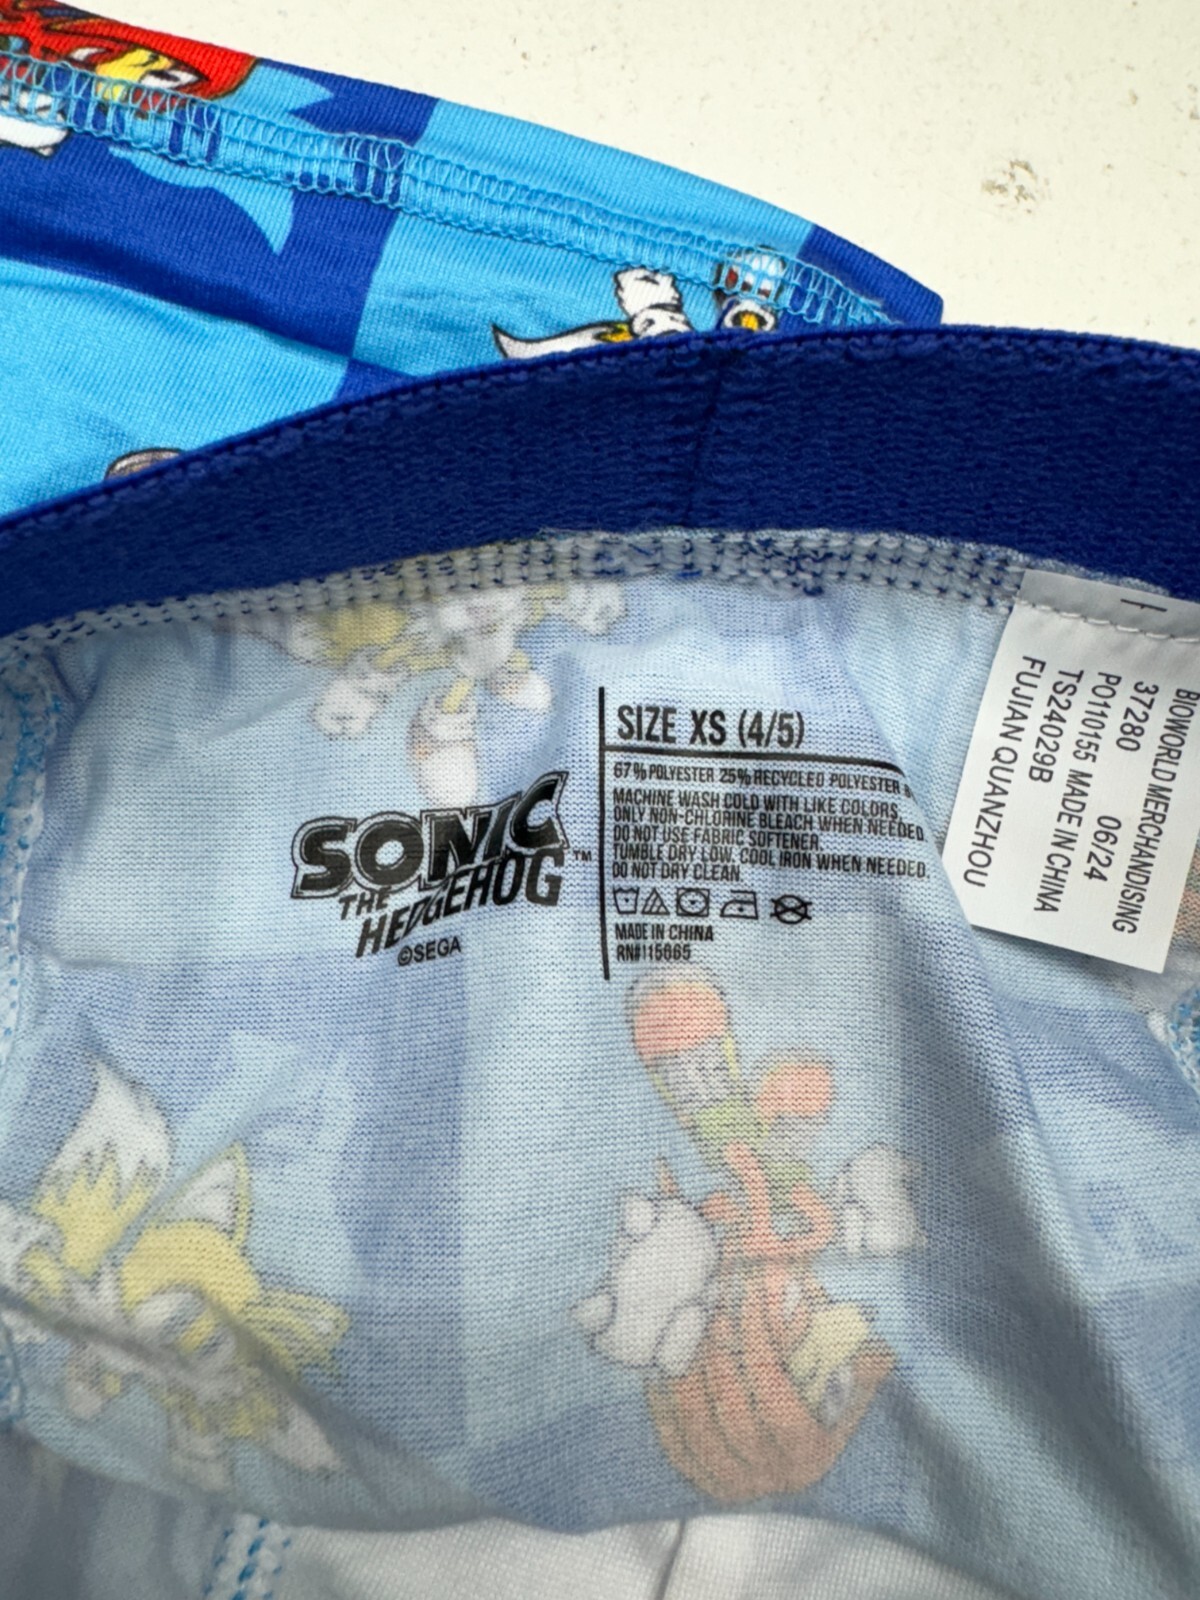 SONIC
THE
HEDGEHOG™
©SEGA
SIZE XS (4/5)
67% POLYESTER 25% RECYCLED POLYESTER
MACHINE WASH COLD WITH LIKE COLORS,
ONLY NON-CHLORINE BLEACH WHEN NEEDED.
DO NOT USE FABRIC SOFTENER.
TUMBLE DRY LOW, COOL IRON WHEN NEEDED.
DO NOT DRY CLEAN.
MADE IN CHINA
RN#115665
BIOWORLD MERCHANDISING
37280 06/24
PO110155 MADE IN CHINA
TS24029B
FUJIAN QUANZHOU